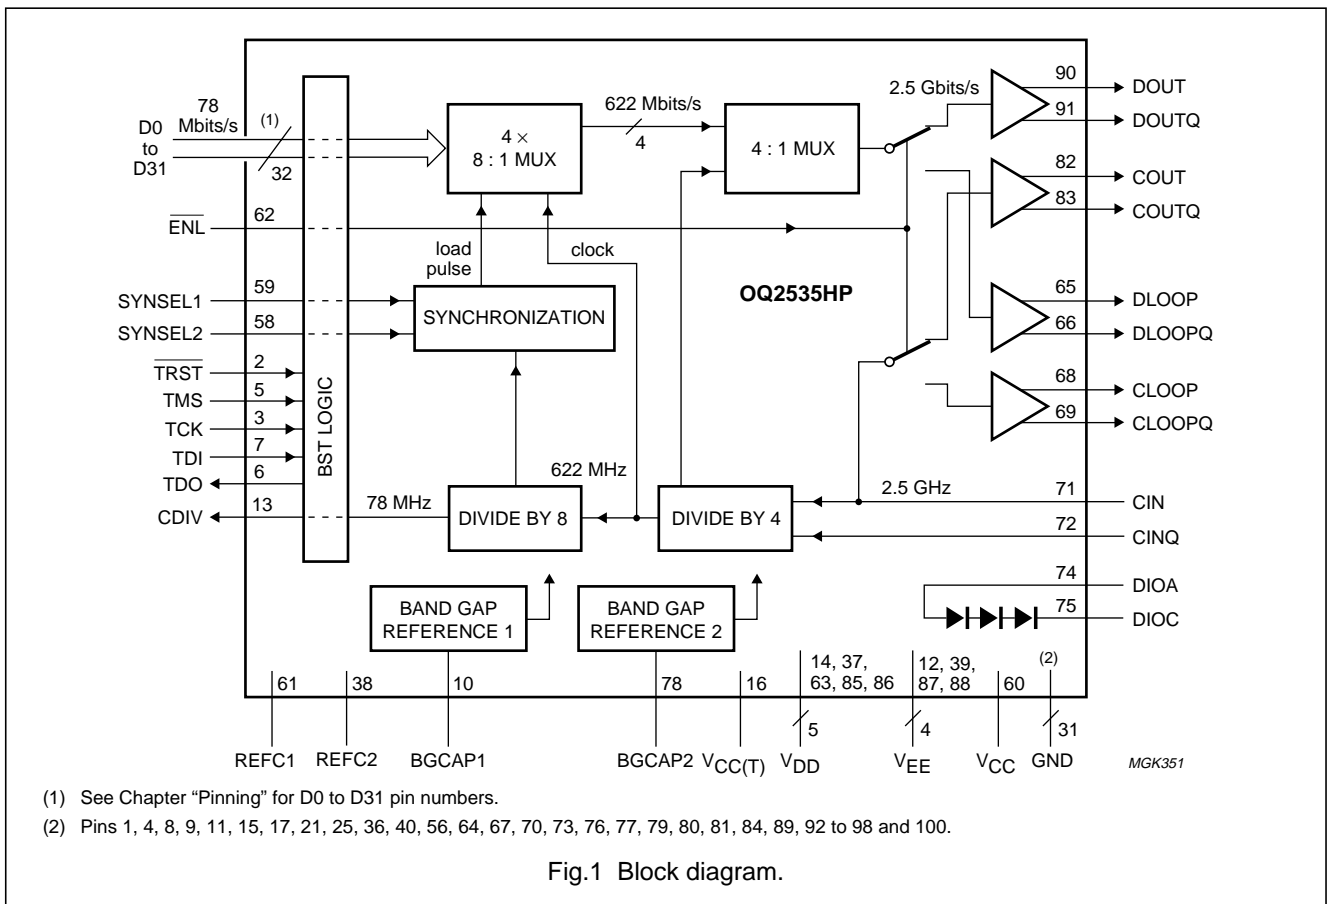 78
Mbits/s
(1)
D0
to
D31
32
4 ×
8 : 1 MUX
622 Mbits/s
4
4 : 1 MUX
2.5 Gbits/s
90
DOUT
91
DOUTQ
82
COUT
83
COUTQ
ENL
62
load
pulse
clock
OQ2535HP
SYNSEL1
59
SYNSEL2
58
SYNCHRONIZATION
65
DLOOP
66
DLOOPQ
TRST
2
TMS
5
TCK
3
TDI
7
TDO
6
CDIV
13
BST LOGIC
68
CLOOP
69
CLOOPQ
78 MHz
DIVIDE BY 8
622 MHz
DIVIDE BY 4
2.5 GHz
71
CIN
72
CINQ
BAND GAP
REFERENCE 1
BAND GAP
REFERENCE 2
74
DIOA
75
DIOC
61
38
10
78
16
14, 37,
63, 85, 86
12, 39,
87, 88
60
(2)
5
4
31
REFC1
REFC2
BGCAP1
BGCAP2
VCC(T)
VDD
VEE
VCC
GND
MGK351
(1) See Chapter “Pinning” for D0 to D31 pin numbers.
(2) Pins 1, 4, 8, 9, 11, 15, 17, 21, 25, 36, 40, 56, 64, 67, 70, 73, 76, 77, 79, 80, 81, 84, 89, 92 to 98 and 100.
Fig.1 Block diagram.